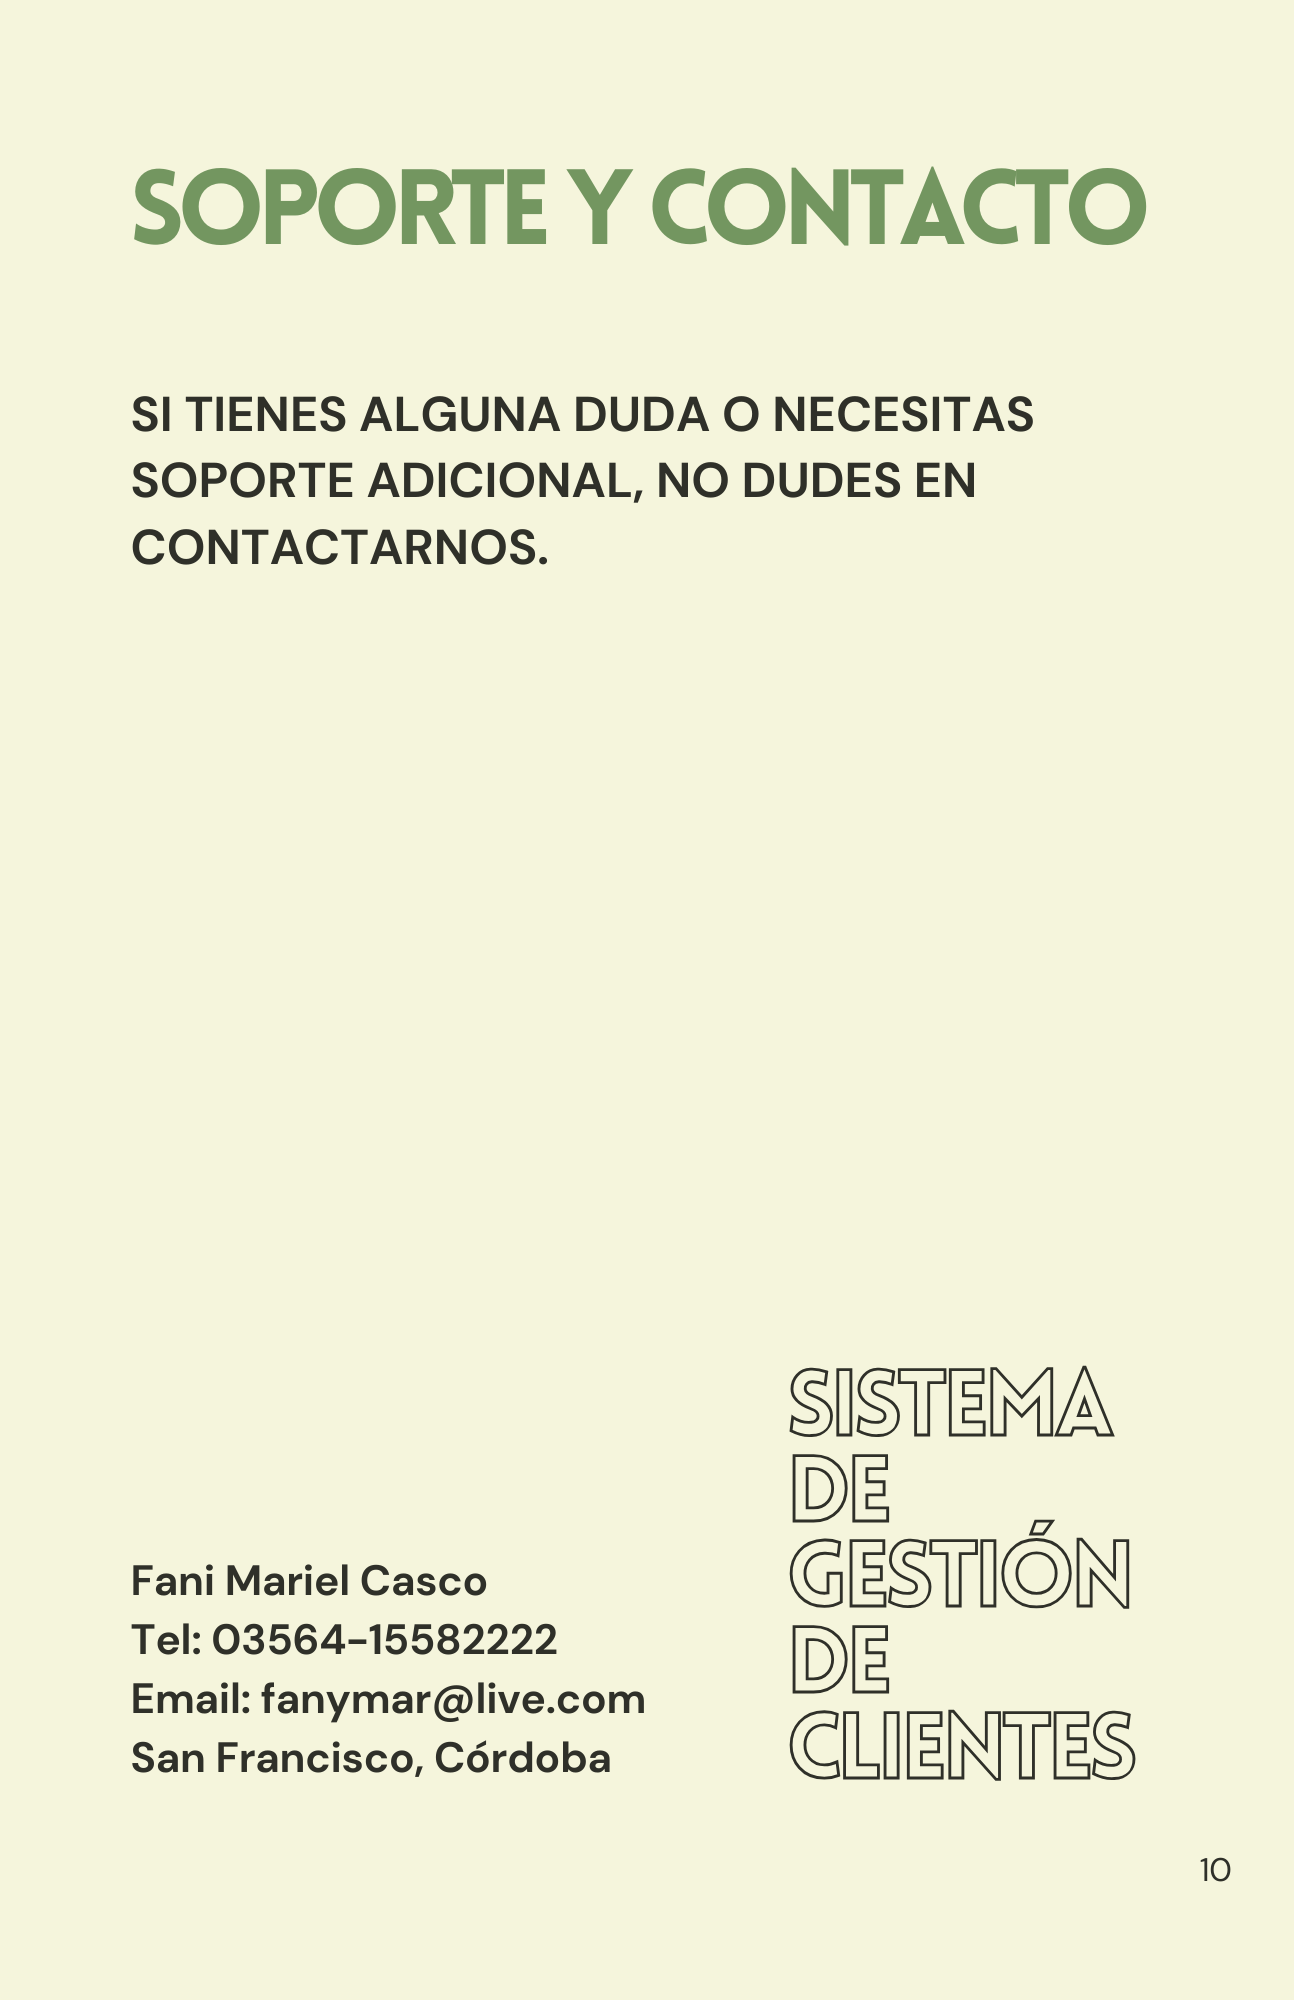 SOPORTE Y CONTACTO
SI TIENES ALGUNA DUDA O NECESITAS
SOPORTE ADICIONAL, NO DUDES EN
CONTACTARNOS.
Fani Mariel Casco
Tel: 03564-15582222
Email: fanymar@live.com
San Francisco, Córdoba
SISTEMA
DE
GESTIÓN
DE
CLIENTES
10